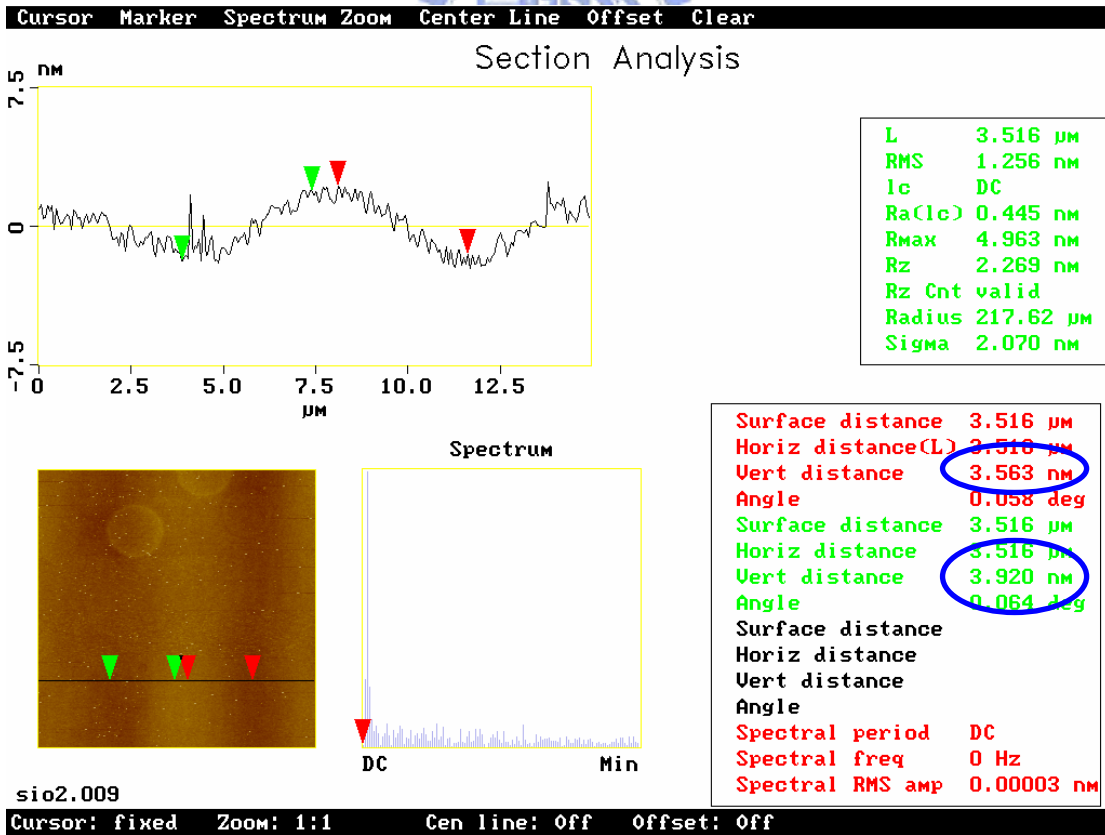 Cursor Marker Spectrum Zoom Center Line Offset Clear
Section Analysis
nM
7.5
0
-7.5
0 2.5 5.0 7.5 10.0 12.5
µM
L 3.516 µM
RMS 1.256 nM
lc DC
Ra(lc) 0.445 nM
Rmax 4.963 nM
Rz 2.269 nM
Rz Cnt valid
Radius 217.62 µM
Sigma 2.070 nM
Surface distance 3.516 µM
Horiz distance(L) 3.516 µM
Vert distance 3.563 nM
Angle 0.058 deg
Surface distance 3.516 µM
Horiz distance 3.516 µM
Vert distance 3.920 nM
Angle 0.064 deg
Surface distance
Horiz distance
Vert distance
Angle
Spectral period DC
Spectral freq 0 Hz
Spectral RMS amp 0.00003 nM
Spectrum
DC Min
sio2.009
Cursor: fixed Zoom: 1:1 Cen line: Off Offset: Off